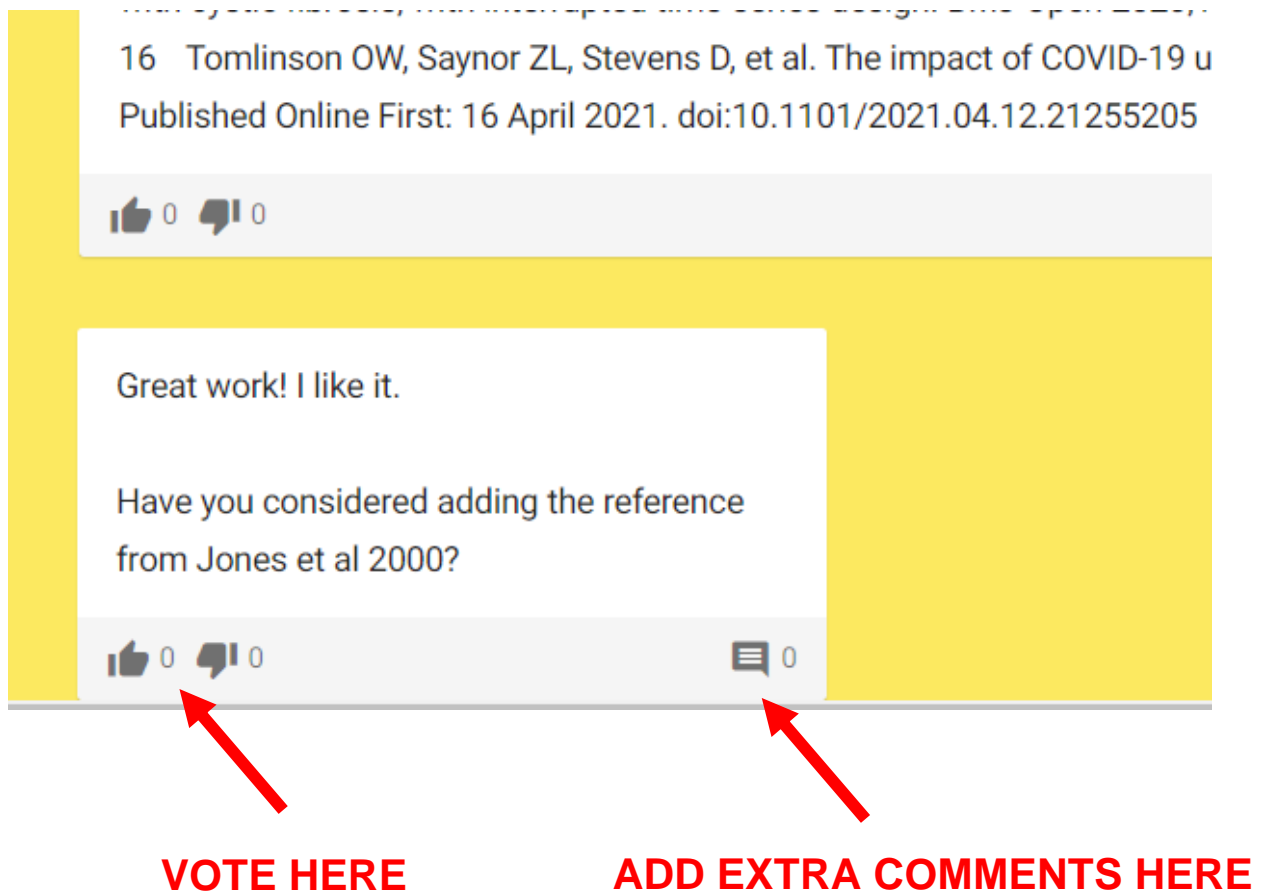 16 Tomlinson OW, Saynor ZL, Stevens D, et al. The impact of COVID-19 u
Published Online First: 16 April 2021. doi:10.1101/2021.04.12.21255205
0 0
Great work! I like it.
Have you considered adding the reference
from Jones et al 2000?
0 0 0
VOTE HERE ADD EXTRA COMMENTS HERE